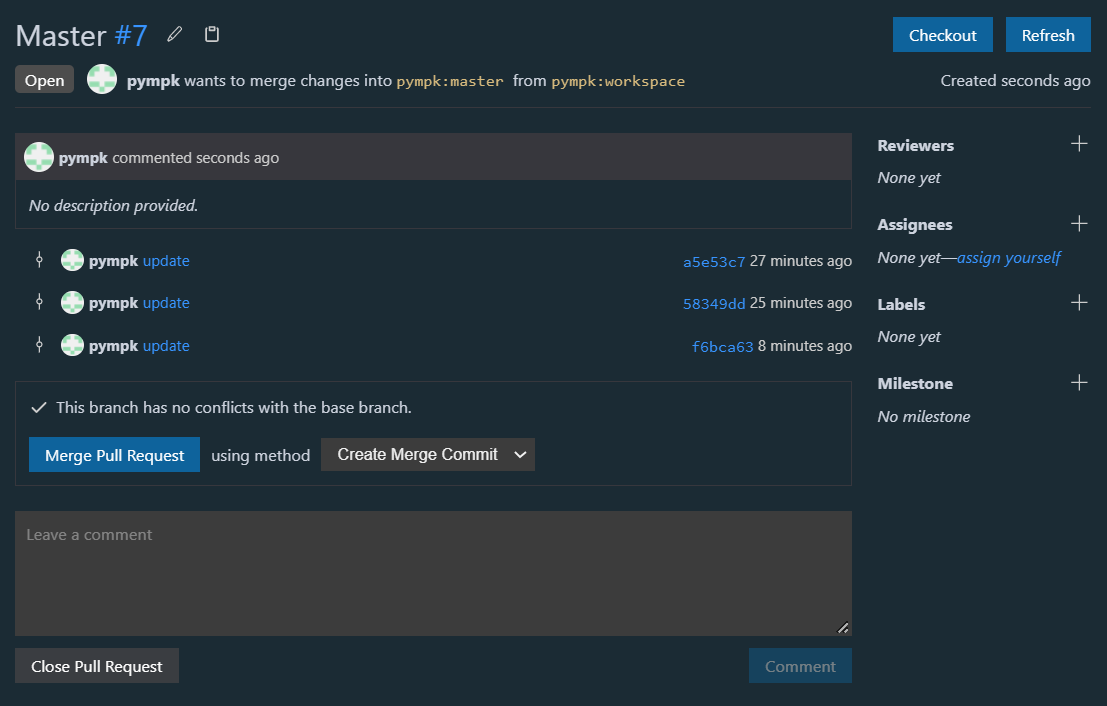 Master #7
Checkout
Refresh
Open
pympk wants to merge changes into pympk:master from pympk:workspace
Created seconds ago
pympk commented seconds ago
No description provided.
pympk update
a5e53c7 27 minutes ago
pympk update
58349dd 25 minutes ago
pympk update
f6bca63 8 minutes ago
This branch has no conflicts with the base branch.
Merge Pull Request using method Create Merge Commit
Leave a comment
Close Pull Request
Comment
Reviewers
None yet
Assignees
None yet—assign yourself
Labels
None yet
Milestone
No milestone